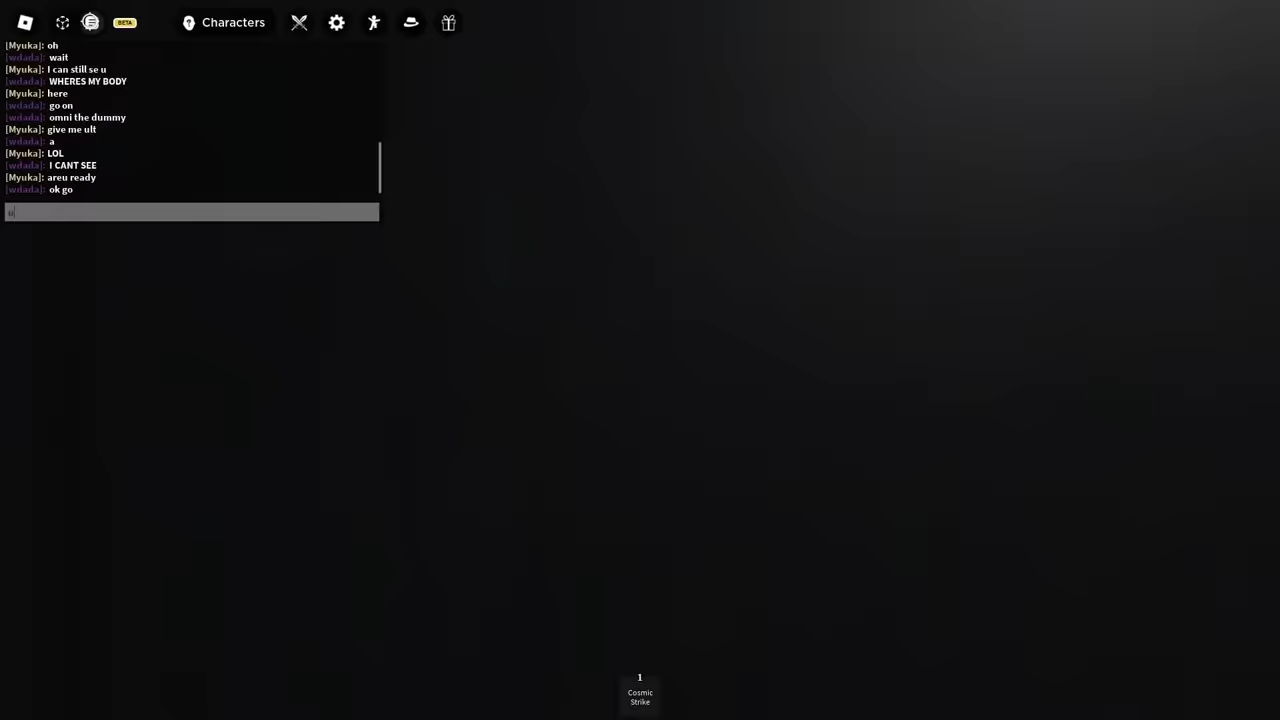 BETA
Characters
[Myuka]: oh
[wdada]: wait
[Myuka]: I can still se u
[wdada]: WHERES MY BODY
[Myuka]: here
[wdada]: go on
[wdada]: omni the dummy
[Myuka]: give me ult
[wdada]: a
[Myuka]: LOL
[wdada]: I CANT SEE
[Myuka]: areu ready
[wdada]: ok go
u
1
Cosmic
Strike